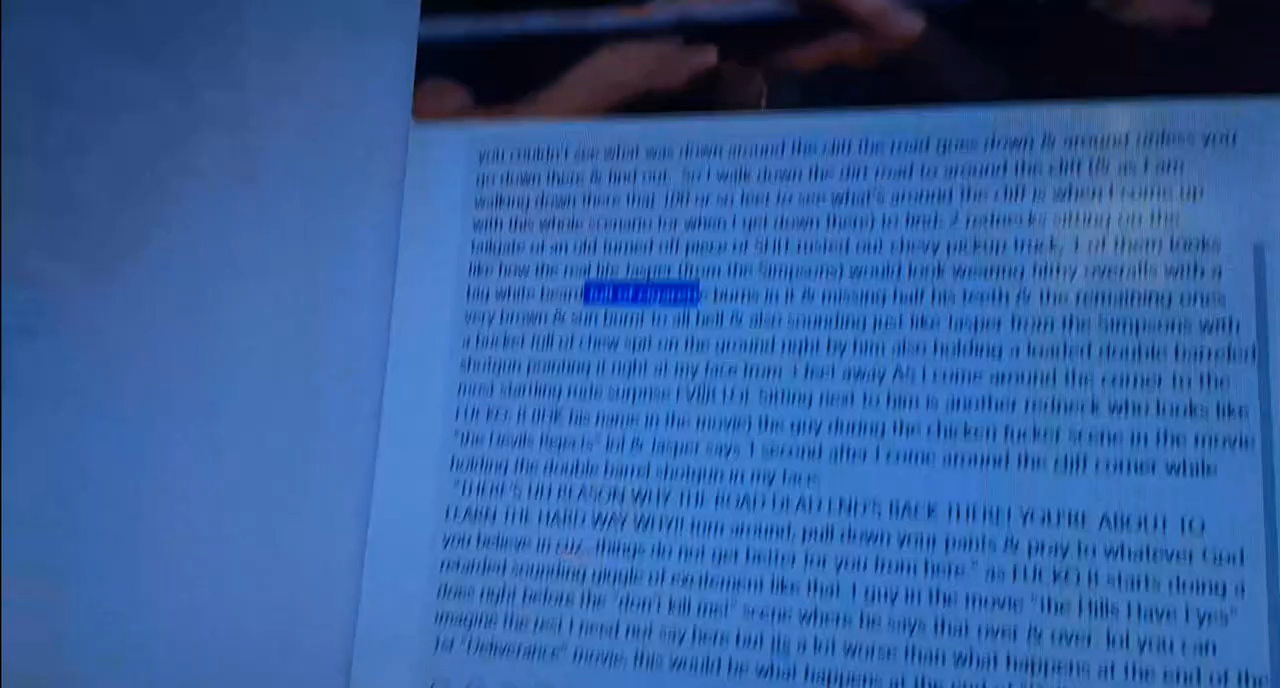 you couldn't see what was down around the cliff the road goes down & around unless you
go down there & find out. So I walk down the dirt road to around the cliff (& as I am
walking down there that 100 or so feet to see what's around the cliff is when I come up
with this whole scenario for when I get down there) to find, 2 rednecks sitting on the
tailgate of an old turned off piece of SHIT rusted out chevy pickup truck, 1 of them looks
like how the real life Jasper (from the Simpsons) would look wearing filthy overalls with a
big white beard full of cigarette burns in it & missing half his teeth & the remaining ones
very brown & sun burnt to all hell & also sounding just like Jasper from the Simpsons with
a bucket full of chew spit on the ground right by him also holding a loaded double barreled
shotgun pointing it right at my face from feet away As I come around the corner to the
most startling rude surprise EVER LOL sitting next to him is another redneck who looks like
(his name in the movie) the guy during the chicken fucker scene in the movie
"the Devils Rejects" lol & Jasper says 1 second after I come around the cliff corner while
holding the double barrel shotgun in my face
"THERE'S NO REASON WHY THE ROAD DEAD END'S BACK THERE! YOU'RE ABOUT TO
LEARN THE HARD WAY WHY!! turn around, pull down your pants & pray to whatever God
you believe in cuz, things do not get better for you from here." as starts doing a
retarded sounding giggle of excitement like that 1 guy in the movie "the Hills Have Eyes"
does right before the "don't kill me!" scene where he says that over & over. lol you can
imagine the rest I need not say here but its a lot worse than what happens at the end of the
1st "Deliverance" movie, this would be what happens at the end of